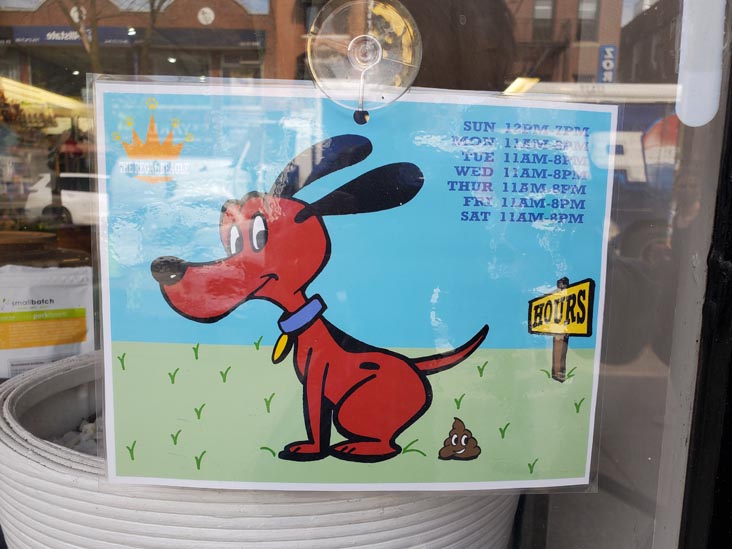 SUN 12PM-7PM
MON 11AM-8PM
TUE 11AM-8PM
WED 11AM-8PM
THUR 11AM-8PM
FRI 11AM-8PM
SAT 11AM-8PM
HOURS
smallbatch